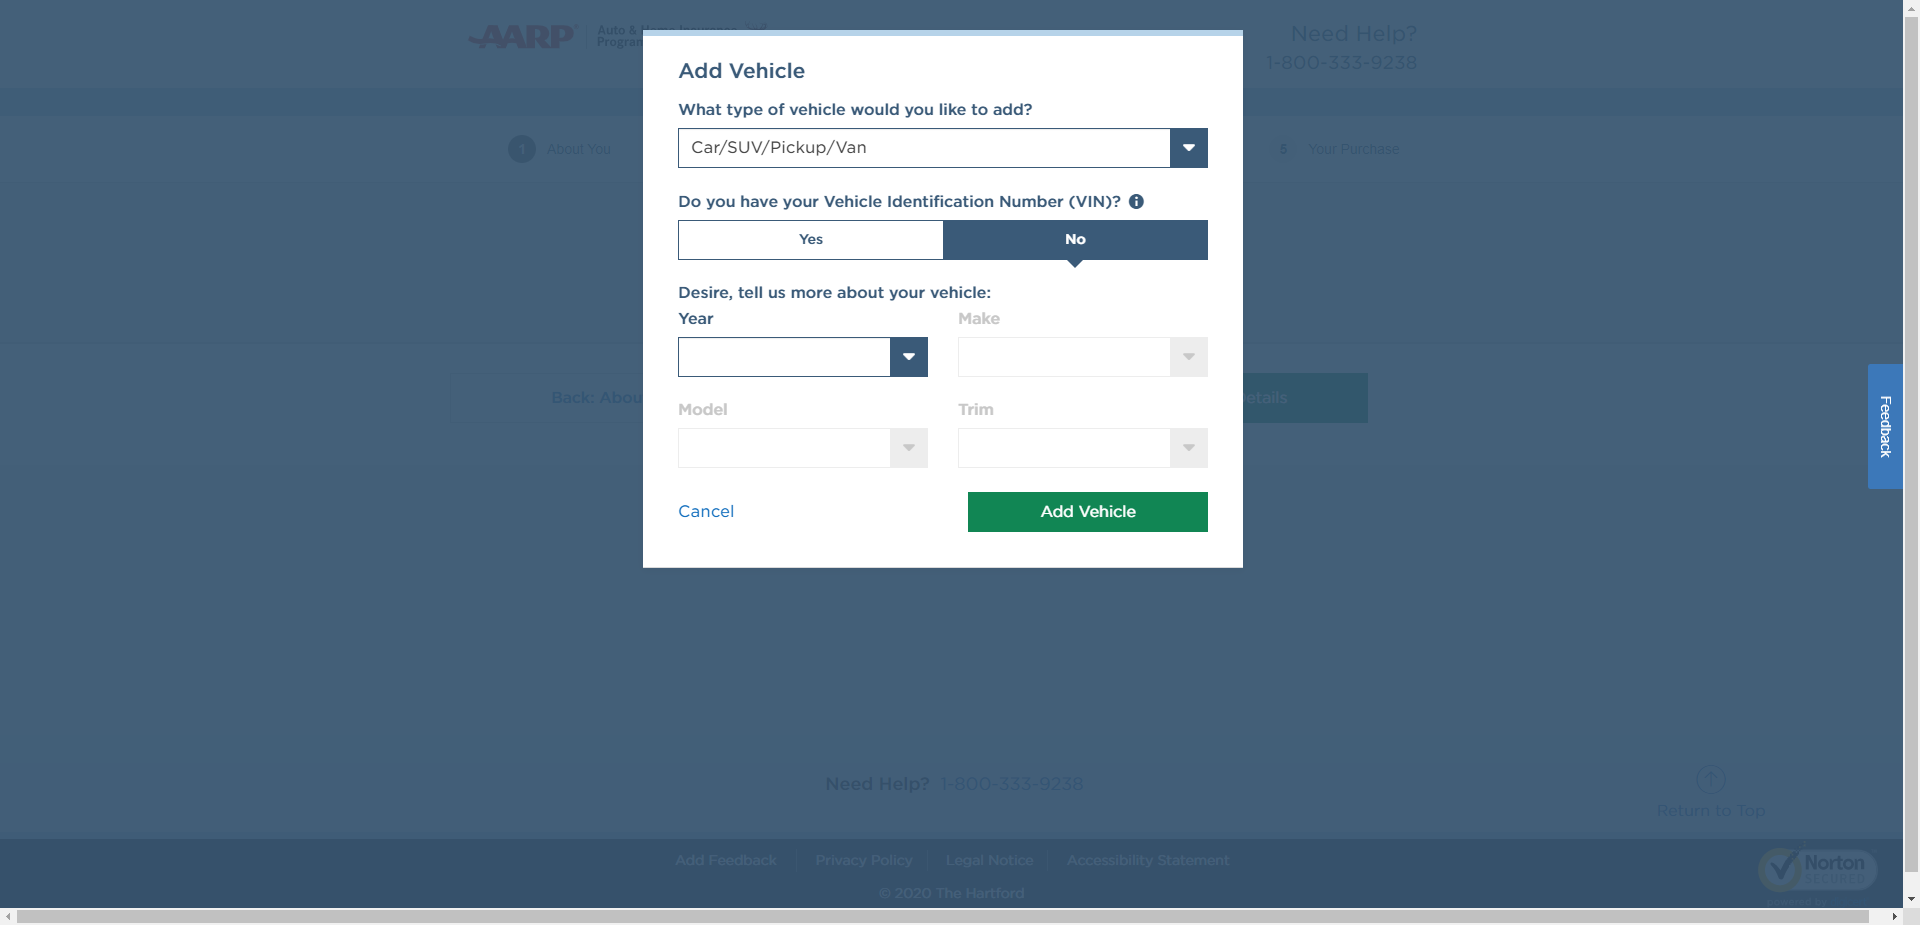 AARP Auto & Home Insurance
Program
Need Help?
1-800-333-9238
1 About You
5 Your Purchase
Add Vehicle
What type of vehicle would you like to add?
Car/SUV/Pickup/Van
Do you have your Vehicle Identification Number (VIN)?
Yes No
Desire, tell us more about your vehicle:
Year Make
Model Trim
Cancel Add Vehicle
Back: Abou
etails
Feedback
Need Help? 1-800-333-9238
Return to Top
Add Feedback Privacy Policy Legal Notice Accessibility Statement
© 2020 The Hartford
Norton
SECURED
powered by